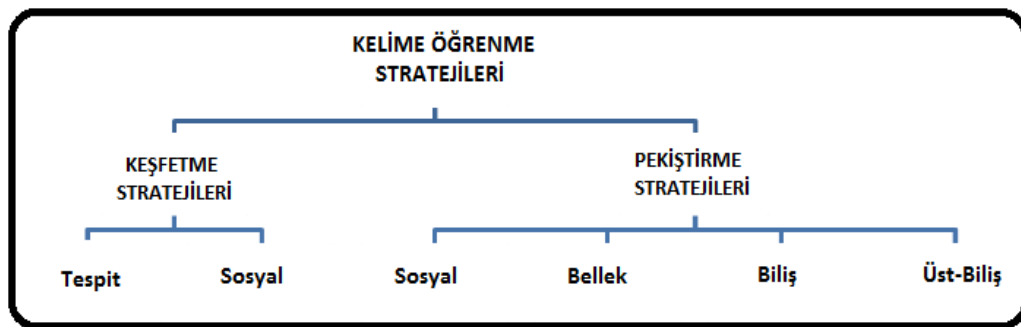 KELİME ÖĞRENME
STRATEJİLERİ
KEŞFETME
STRATEJİLERİ
PEKİŞTİRME
STRATEJİLERİ
Tespit
Sosyal
Sosyal
Bellek
Biliş
Üst-Biliş